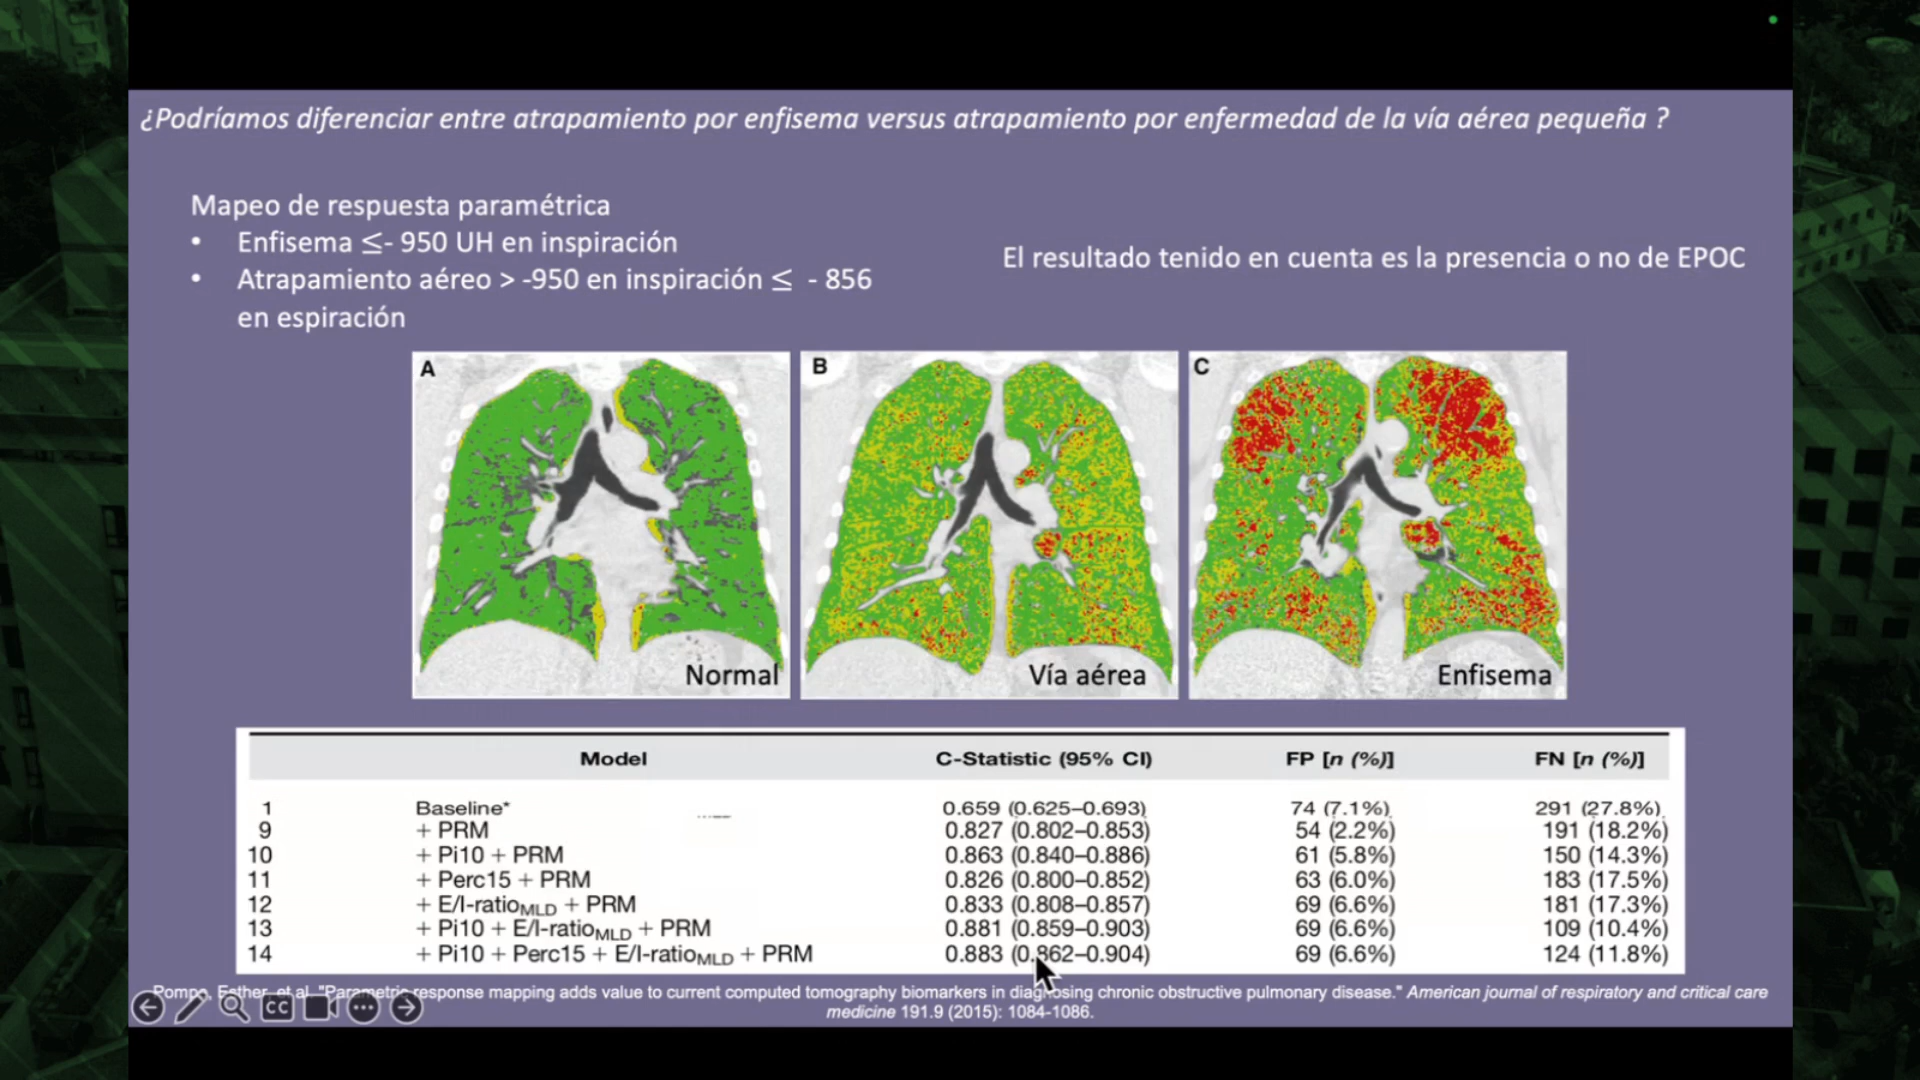 ¿Podríamos diferenciar entre atrapamiento por enfisema versus atrapamiento por enfermedad de la vía aérea pequeña ?
Mapeo de respuesta paramétrica
• Enfisema ≤- 950 UH en inspiración
• Atrapamiento aéreo > -950 en inspiración ≤ - 856
en espiración
El resultado tenido en cuenta es la presencia o no de EPOC
A
Normal
B
Vía aérea
C
Enfisema
Model C-Statistic (95% CI) FP [n (%)] FN [n (%)]
1 Baseline* 0.659 (0.625–0.693) 74 (7.1%) 291 (27.8%)
9 + PRM 0.827 (0.802–0.853) 54 (2.2%) 191 (18.2%)
10 + Pi10 + PRM 0.863 (0.840–0.886) 61 (5.8%) 150 (14.3%)
11 + Perc15 + PRM 0.826 (0.800–0.852) 63 (6.0%) 183 (17.5%)
12 + E/I-ratioMLD + PRM 0.833 (0.808–0.857) 69 (6.6%) 181 (17.3%)
13 + Pi10 + E/I-ratioMLD + PRM 0.881 (0.859–0.903) 69 (6.6%) 109 (10.4%)
14 + Pi10 + Perc15 + E/I-ratioMLD + PRM 0.883 (0.862–0.904) 69 (6.6%) 124 (11.8%)
Pompe, Esther, et al. "Parametric response mapping adds value to current computed tomography biomarkers in diagnosing chronic obstructive pulmonary disease." American journal of respiratory and critical care
medicine 191.9 (2015): 1084-1086.
CC